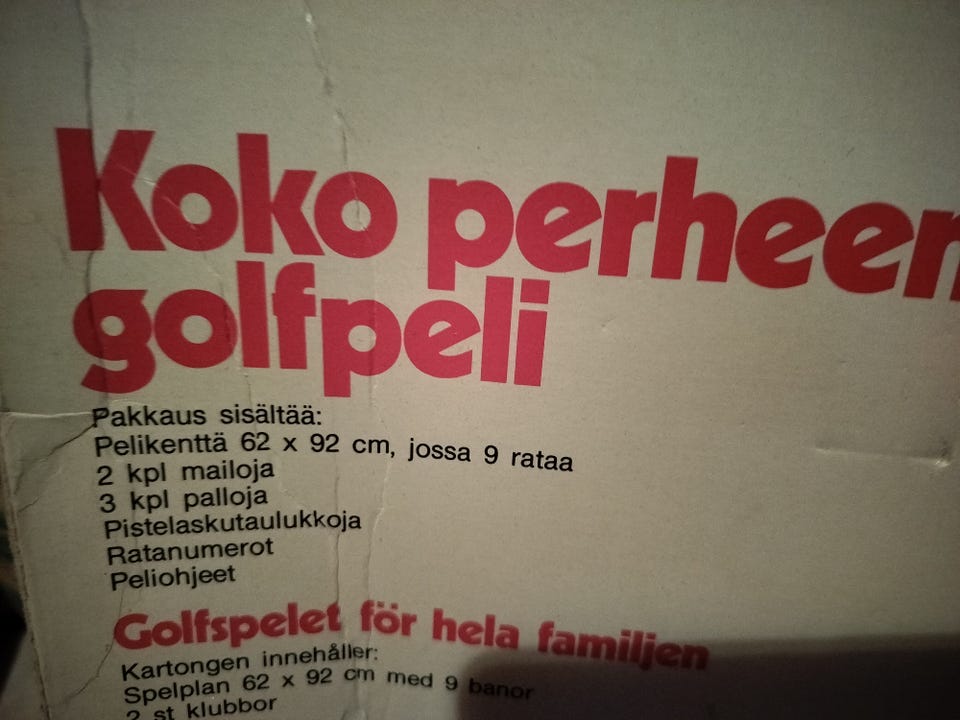 Koko perheen
golfpeli
Pakkaus sisältää:
Pelikenttä 62 x 92 cm, jossa 9 rataa
2 kpl mailoja
3 kpl palloja
Pistelaskutaulukkoja
Ratanumerot
Peliohjeet
Golfspelet för hela familjen
Kartongen innehåller:
Spelplan 62 x 92 cm med 9 banor
2 st klubbor